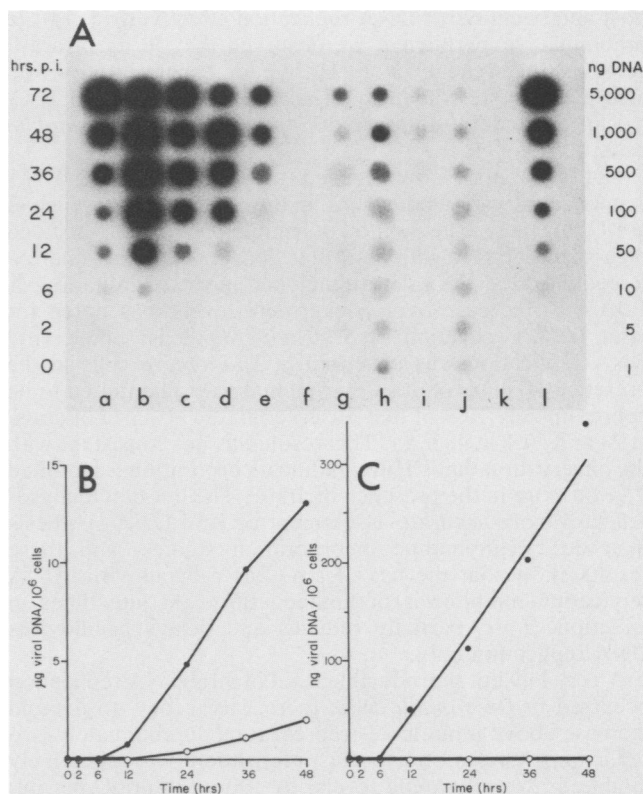 A
hrs. p.i.
ng DNA
72
5,000
48
1,000
36
500
24
100
12
50
6
10
2
5
0
1
a b c d e f g h i j k l
B
C
15
10
5
μg viral DNA/10⁶ cells
0 2 6 12 24 36 48
Time (hrs)
300
200
100
ng viral DNA/10⁶ cells
0 2 6 12 24 36 48
Time (hrs)